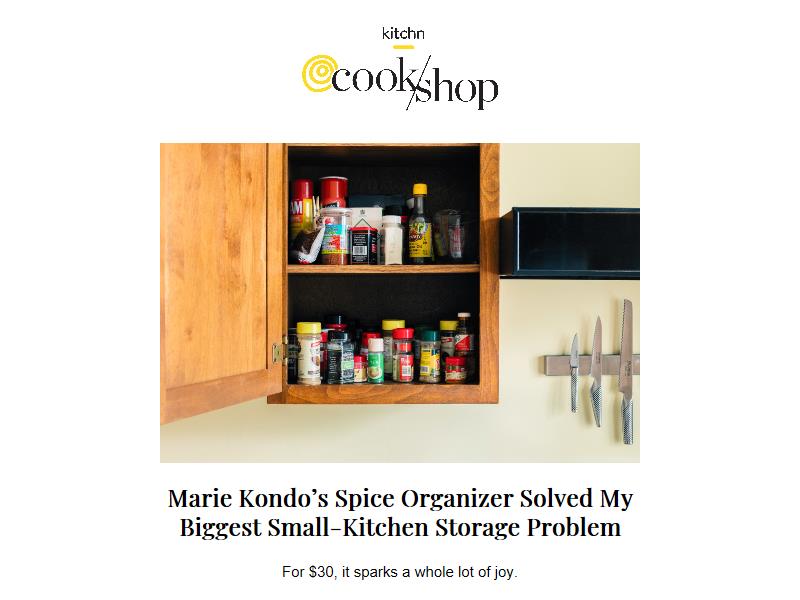 kitchn
cook/shop
Marie Kondo’s Spice Organizer Solved My
Biggest Small-Kitchen Storage Problem
For $30, it sparks a whole lot of joy.